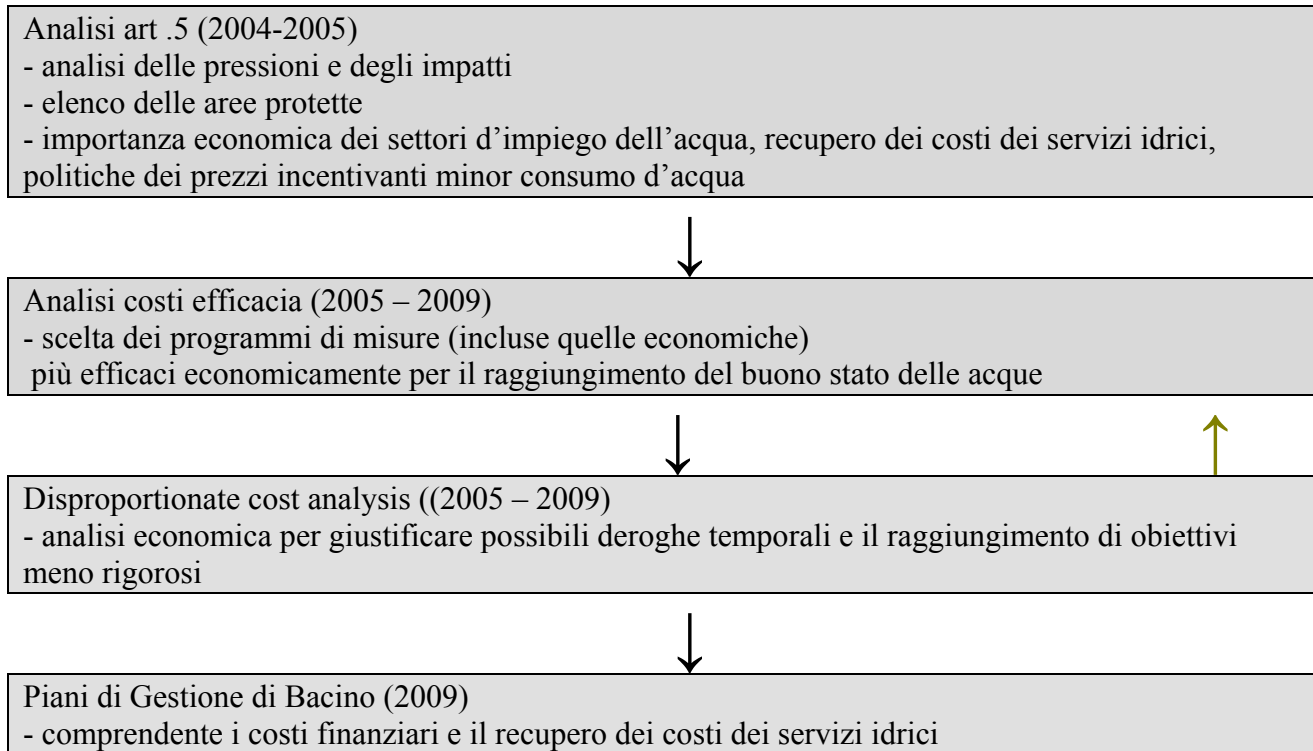 Analisi art .5 (2004-2005)
- analisi delle pressioni e degli impatti
- elenco delle aree protette
- importanza economica dei settori d’impiego dell’acqua, recupero dei costi dei servizi idrici,
politiche dei prezzi incentivanti minor consumo d’acqua
Analisi costi efficacia (2005 – 2009)
- scelta dei programmi di misure (incluse quelle economiche)
più efficaci economicamente per il raggiungimento del buono stato delle acque
Disproportionate cost analysis ((2005 – 2009)
- analisi economica per giustificare possibili deroghe temporali e il raggiungimento di obiettivi
meno rigorosi
Piani di Gestione di Bacino (2009)
- comprendente i costi finanziari e il recupero dei costi dei servizi idrici